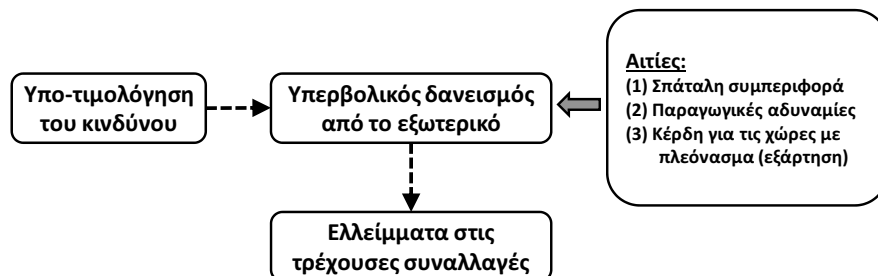 Υπο-τιμολόγηση
του κινδύνου
Υπερβολικός δανεισμός
από το εξωτερικό
Αιτίες:
(1) Σπάταλη συμπεριφορά
(2) Παραγωγικές αδυναμίες
(3) Κέρδη για τις χώρες με
πλεόνασμα (εξάρτηση)
Ελλείμματα στις
τρέχουσες συναλλαγές